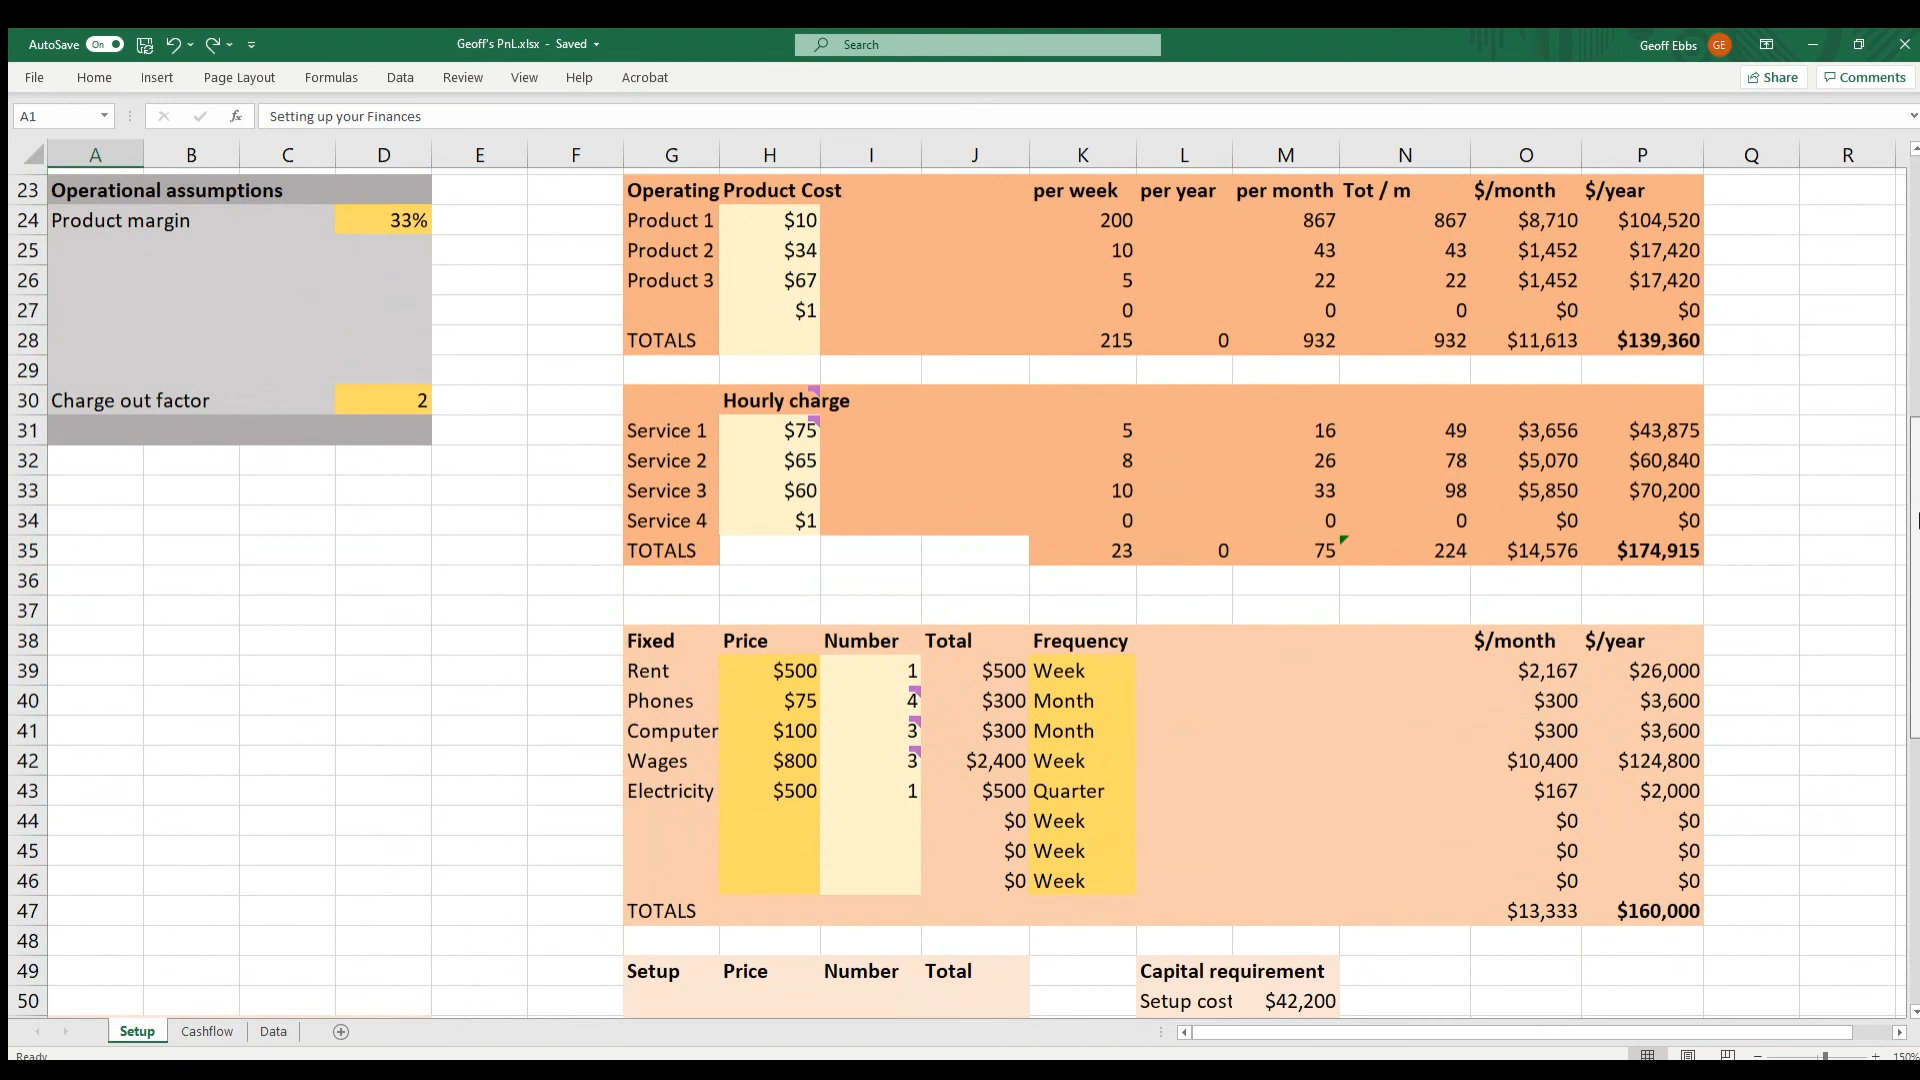 AutoSave On Geoff's PnL.xlsx - Saved Search Geoff Ebbs GE
File Home Insert Page Layout Formulas Data Review View Help Acrobat Share Comments
A1 fx Setting up your Finances
A B C D E F G H I J K L M N O P Q R
23 Operational assumptions Operating Product Cost per week per year per month Tot / m $/month $/year
24 Product margin 33% Product 1 $10 200 867 867 $8,710 $104,520
25 Product 2 $34 10 43 43 $1,452 $17,420
26 Product 3 $67 5 22 22 $1,452 $17,420
27 $1 0 0 0 $0 $0
28 TOTALS 215 0 932 932 $11,613 $139,360
29
30 Charge out factor 2 Hourly charge
31 Service 1 $75 5 16 49 $3,656 $43,875
32 Service 2 $65 8 26 78 $5,070 $60,840
33 Service 3 $60 10 33 98 $5,850 $70,200
34 Service 4 $1 0 0 0 $0 $0
35 TOTALS 23 0 75 224 $14,576 $174,915
36
37
38 Fixed Price Number Total Frequency $/month $/year
39 Rent $500 1 $500 Week $2,167 $26,000
40 Phones $75 4 $300 Month $300 $3,600
41 Computer $100 3 $300 Month $300 $3,600
42 Wages $800 3 $2,400 Week $10,400 $124,800
43 Electricity $500 1 $500 Quarter $167 $2,000
44 $0 Week $0 $0
45 $0 Week $0 $0
46 $0 Week $0 $0
47 TOTALS $13,333 $160,000
48
49 Setup Price Number Total Capital requirement
50 Setup cost $42,200
Setup Cashflow Data
Ready 150%